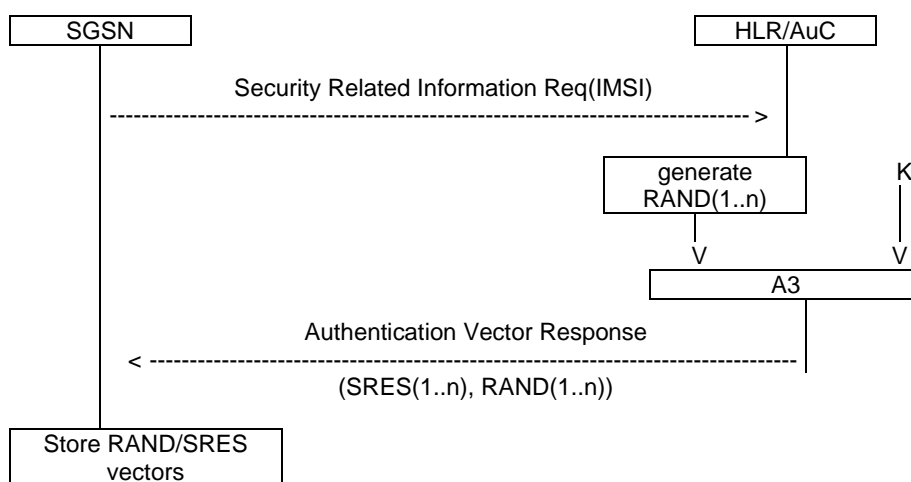 SGSN
HLR/AuC
Security Related Information Req(IMSI)
------------------------------------------------------------------------------- >
generate
RAND(1..n)
K
V
V
A3
Authentication Vector Response
< --------------------------------------------------------------------------------
(SRES(1..n), RAND(1..n))
Store RAND/SRES
vectors